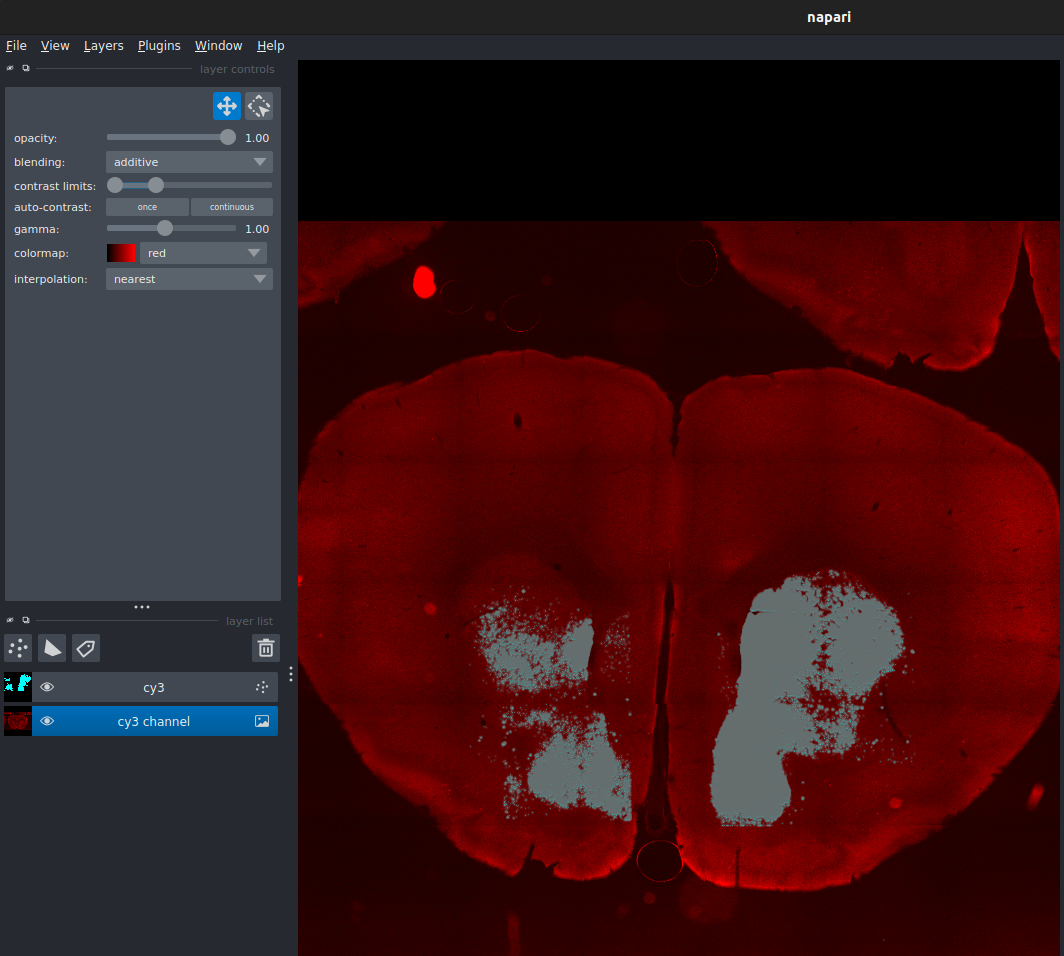 napari
File View Layers Plugins Window Help
layer controls
opacity: 1.00
blending: additive
contrast limits:
auto-contrast: once continuous
gamma: 1.00
colormap: red
interpolation: nearest
layer list
cy3
cy3 channel